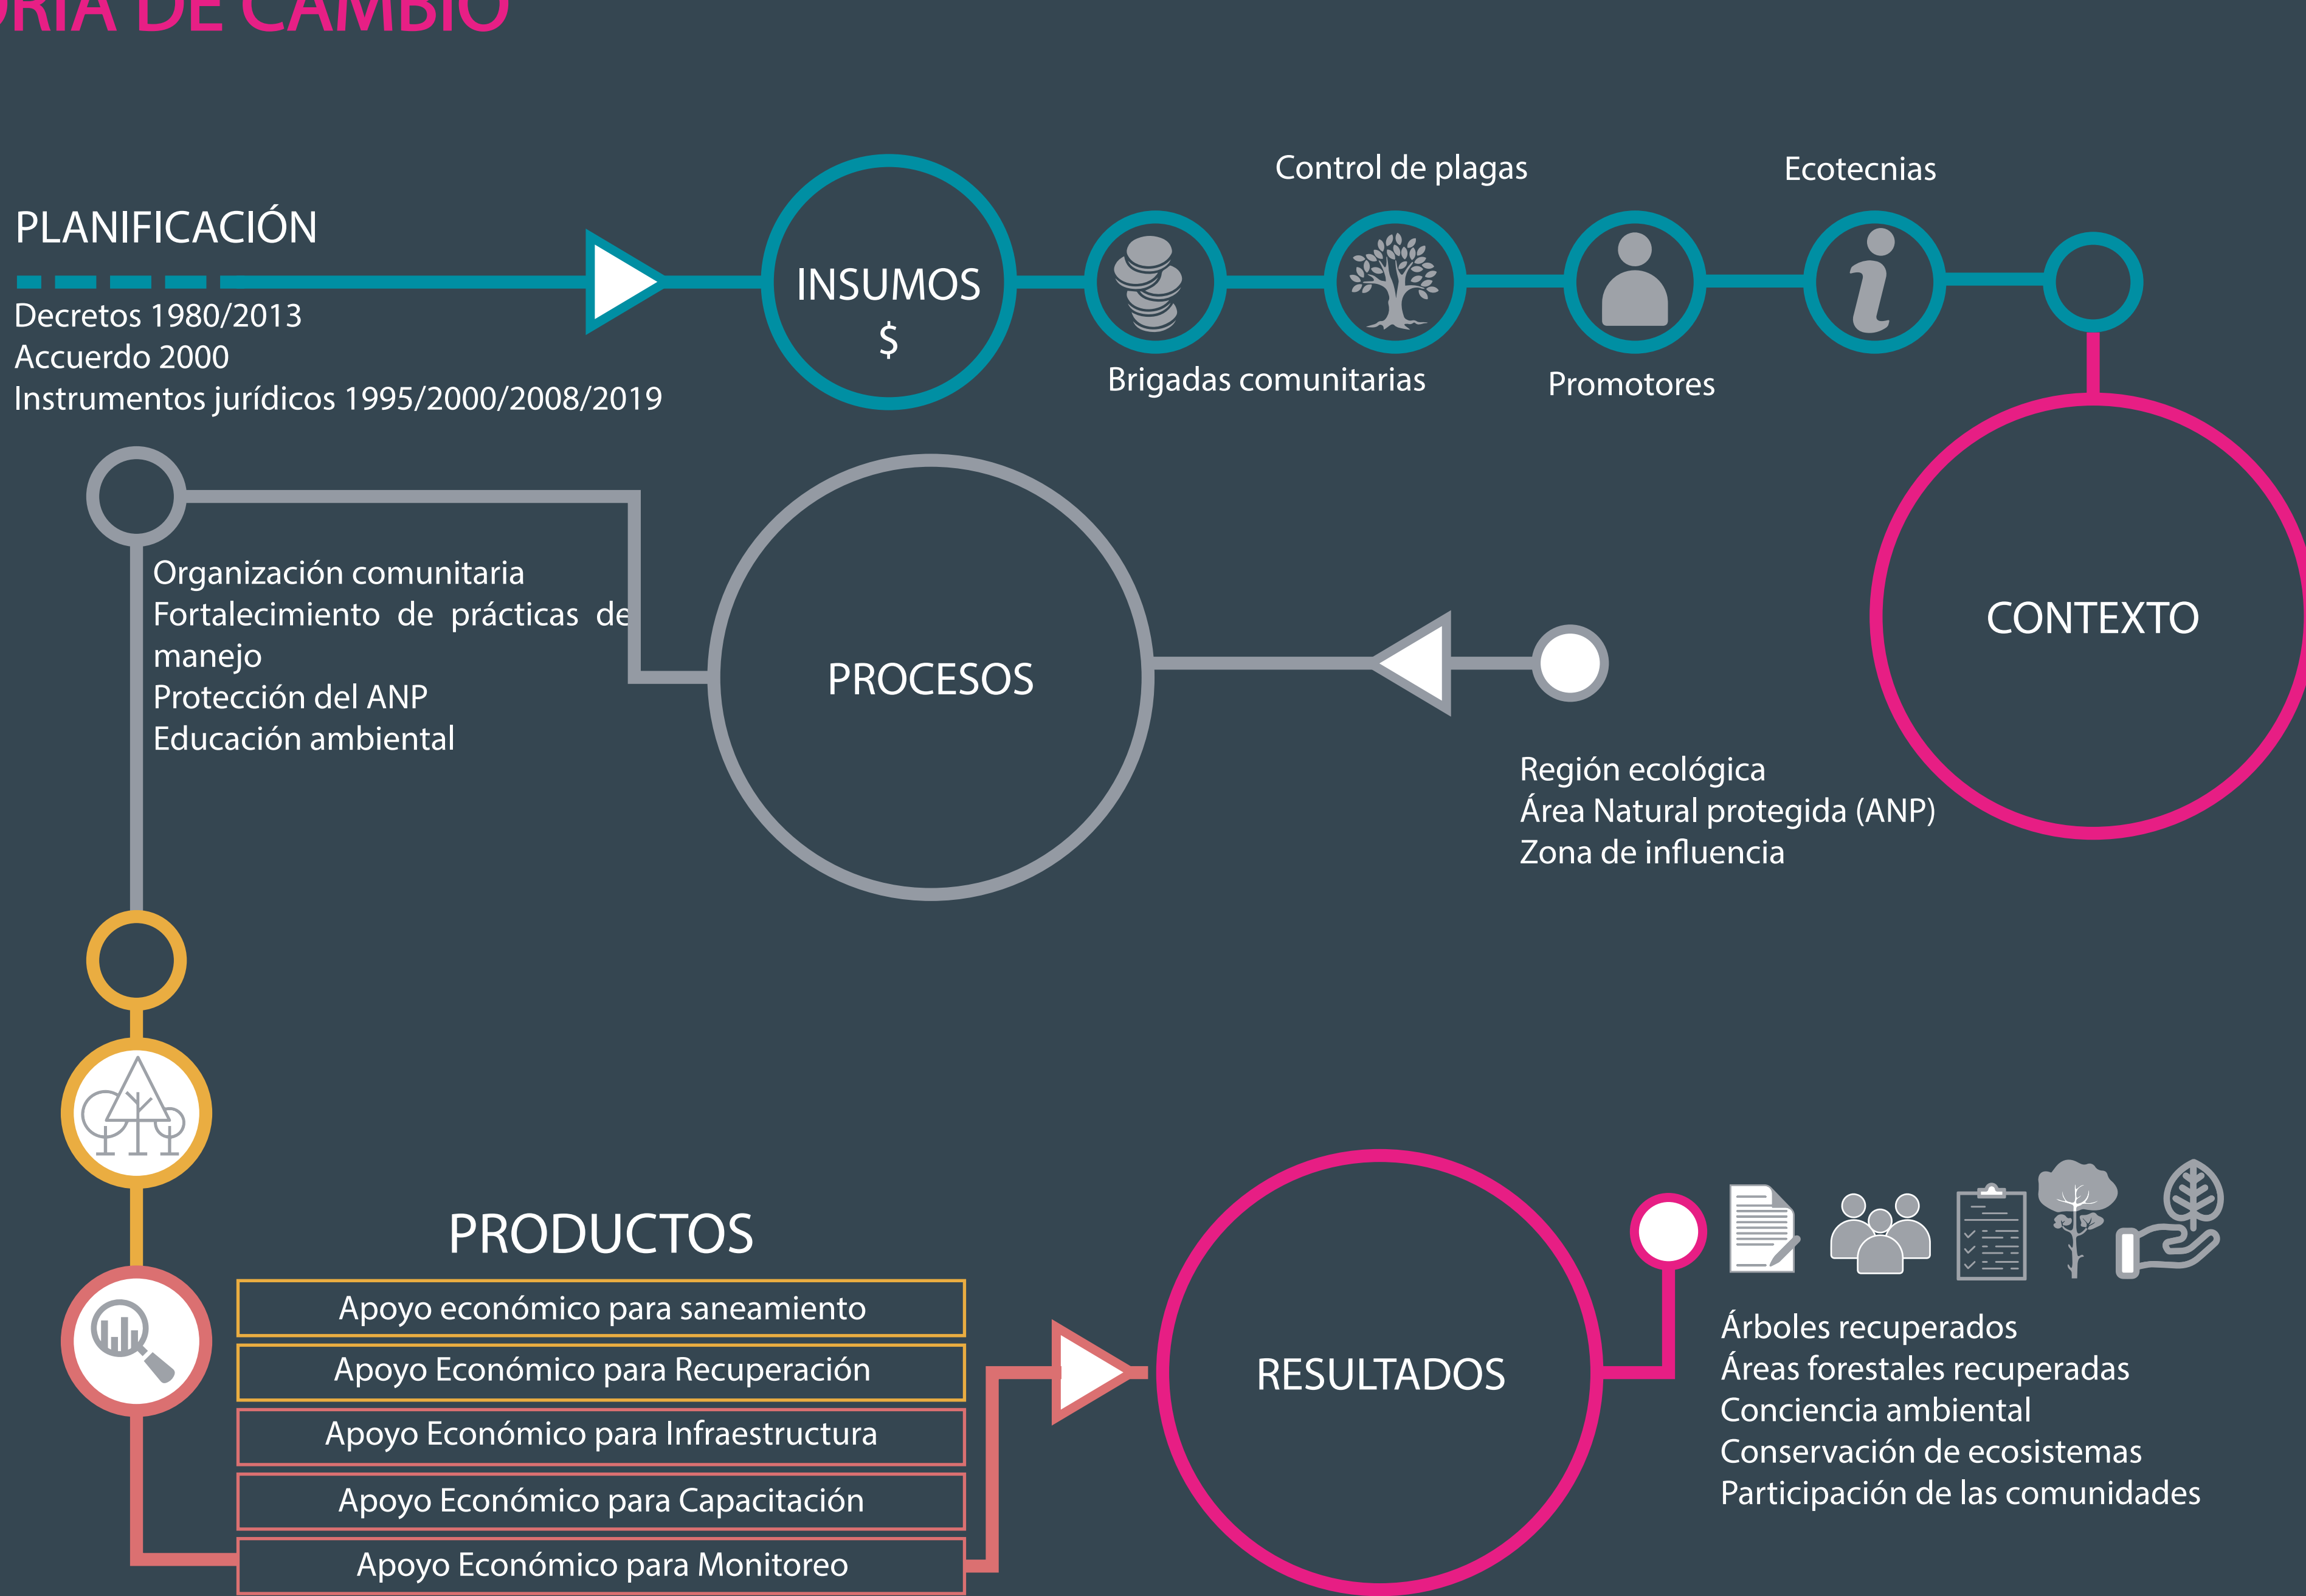 ORIA DE CAMBIO
PLANIFICACIÓN
Decretos 1980/2013
Accuerdo 2000
Instrumentos jurídicos 1995/2000/2008/2019
INSUMOS
$
Control de plagas
Ecotecnias
Brigadas comunitarias
Promotores
CONTEXTO
Región ecológica
Área Natural protegida (ANP)
Zona de influencia
PROCESOS
Organización comunitaria
Fortalecimiento de prácticas de
manejo
Protección del ANP
Educación ambiental
PRODUCTOS
Apoyo económico para saneamiento
Apoyo Económico para Recuperación
Apoyo Económico para Infraestructura
Apoyo Económico para Capacitación
Apoyo Económico para Monitoreo
RESULTADOS
Árboles recuperados
Áreas forestales recuperadas
Conciencia ambiental
Conservación de ecosistemas
Participación de las comunidades